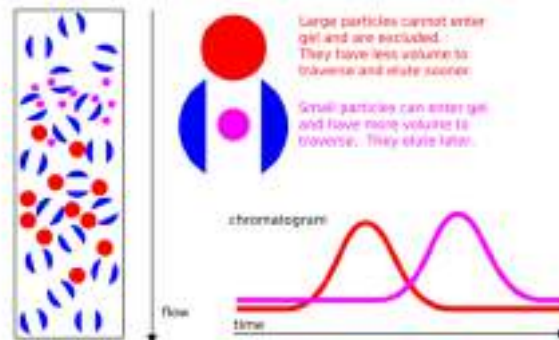 Large particles cannot enter
gel and are excluded.
They have less volume to
traverse and elute sooner.
Small particles can enter gel
and have more volume to
traverse. They elute later.
chromatogram
flow
time